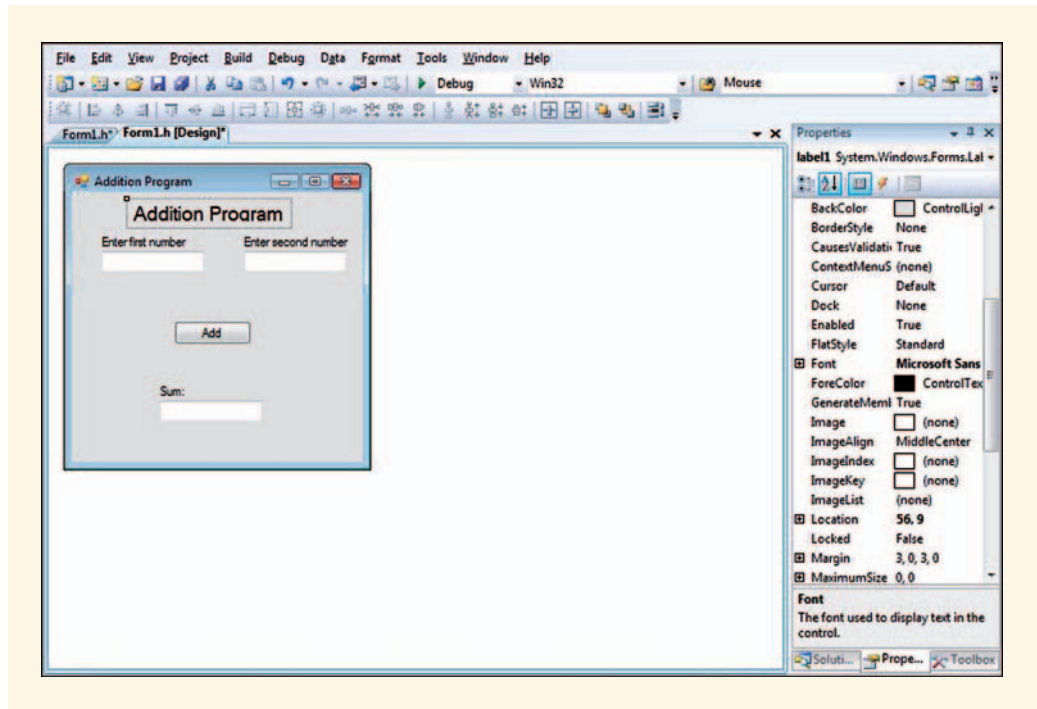 File Edit View Project Build Debug Data Format Tools Window Help
Debug Win32 Mouse
Form1.h* Form1.h [Design]*
Addition Program
Addition Program
Enter first number Enter second number
Add
Sum:
Properties
label1 System.Windows.Forms.Lal
BackColor ControlLigl
BorderStyle None
CausesValidati True
ContextMenuS (none)
Cursor Default
Dock None
Enabled True
FlatStyle Standard
Font Microsoft Sans
ForeColor ControlTex
GenerateMeml True
Image (none)
ImageAlign MiddleCenter
ImageIndex (none)
ImageKey (none)
ImageList (none)
Location 56, 9
Locked False
Margin 3, 0, 3, 0
MaximumSize 0, 0
Font
The font used to display text in the
control.
Soluti... Prope... Toolbox